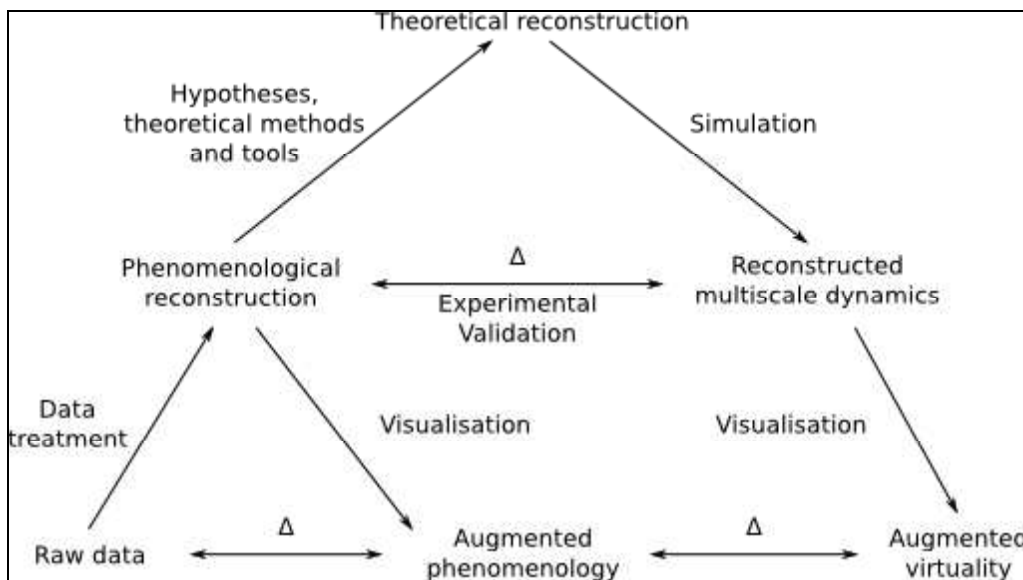 Theoretical reconstruction
Hypotheses,
theoretical methods
and tools
Simulation
Δ
Phenomenological
reconstruction
Experimental
Validation
Reconstructed
multiscale dynamics
Data
treatment
Visualisation
Visualisation
Δ
Δ
Raw data
Augmented
phenomenology
Augmented
virtuality